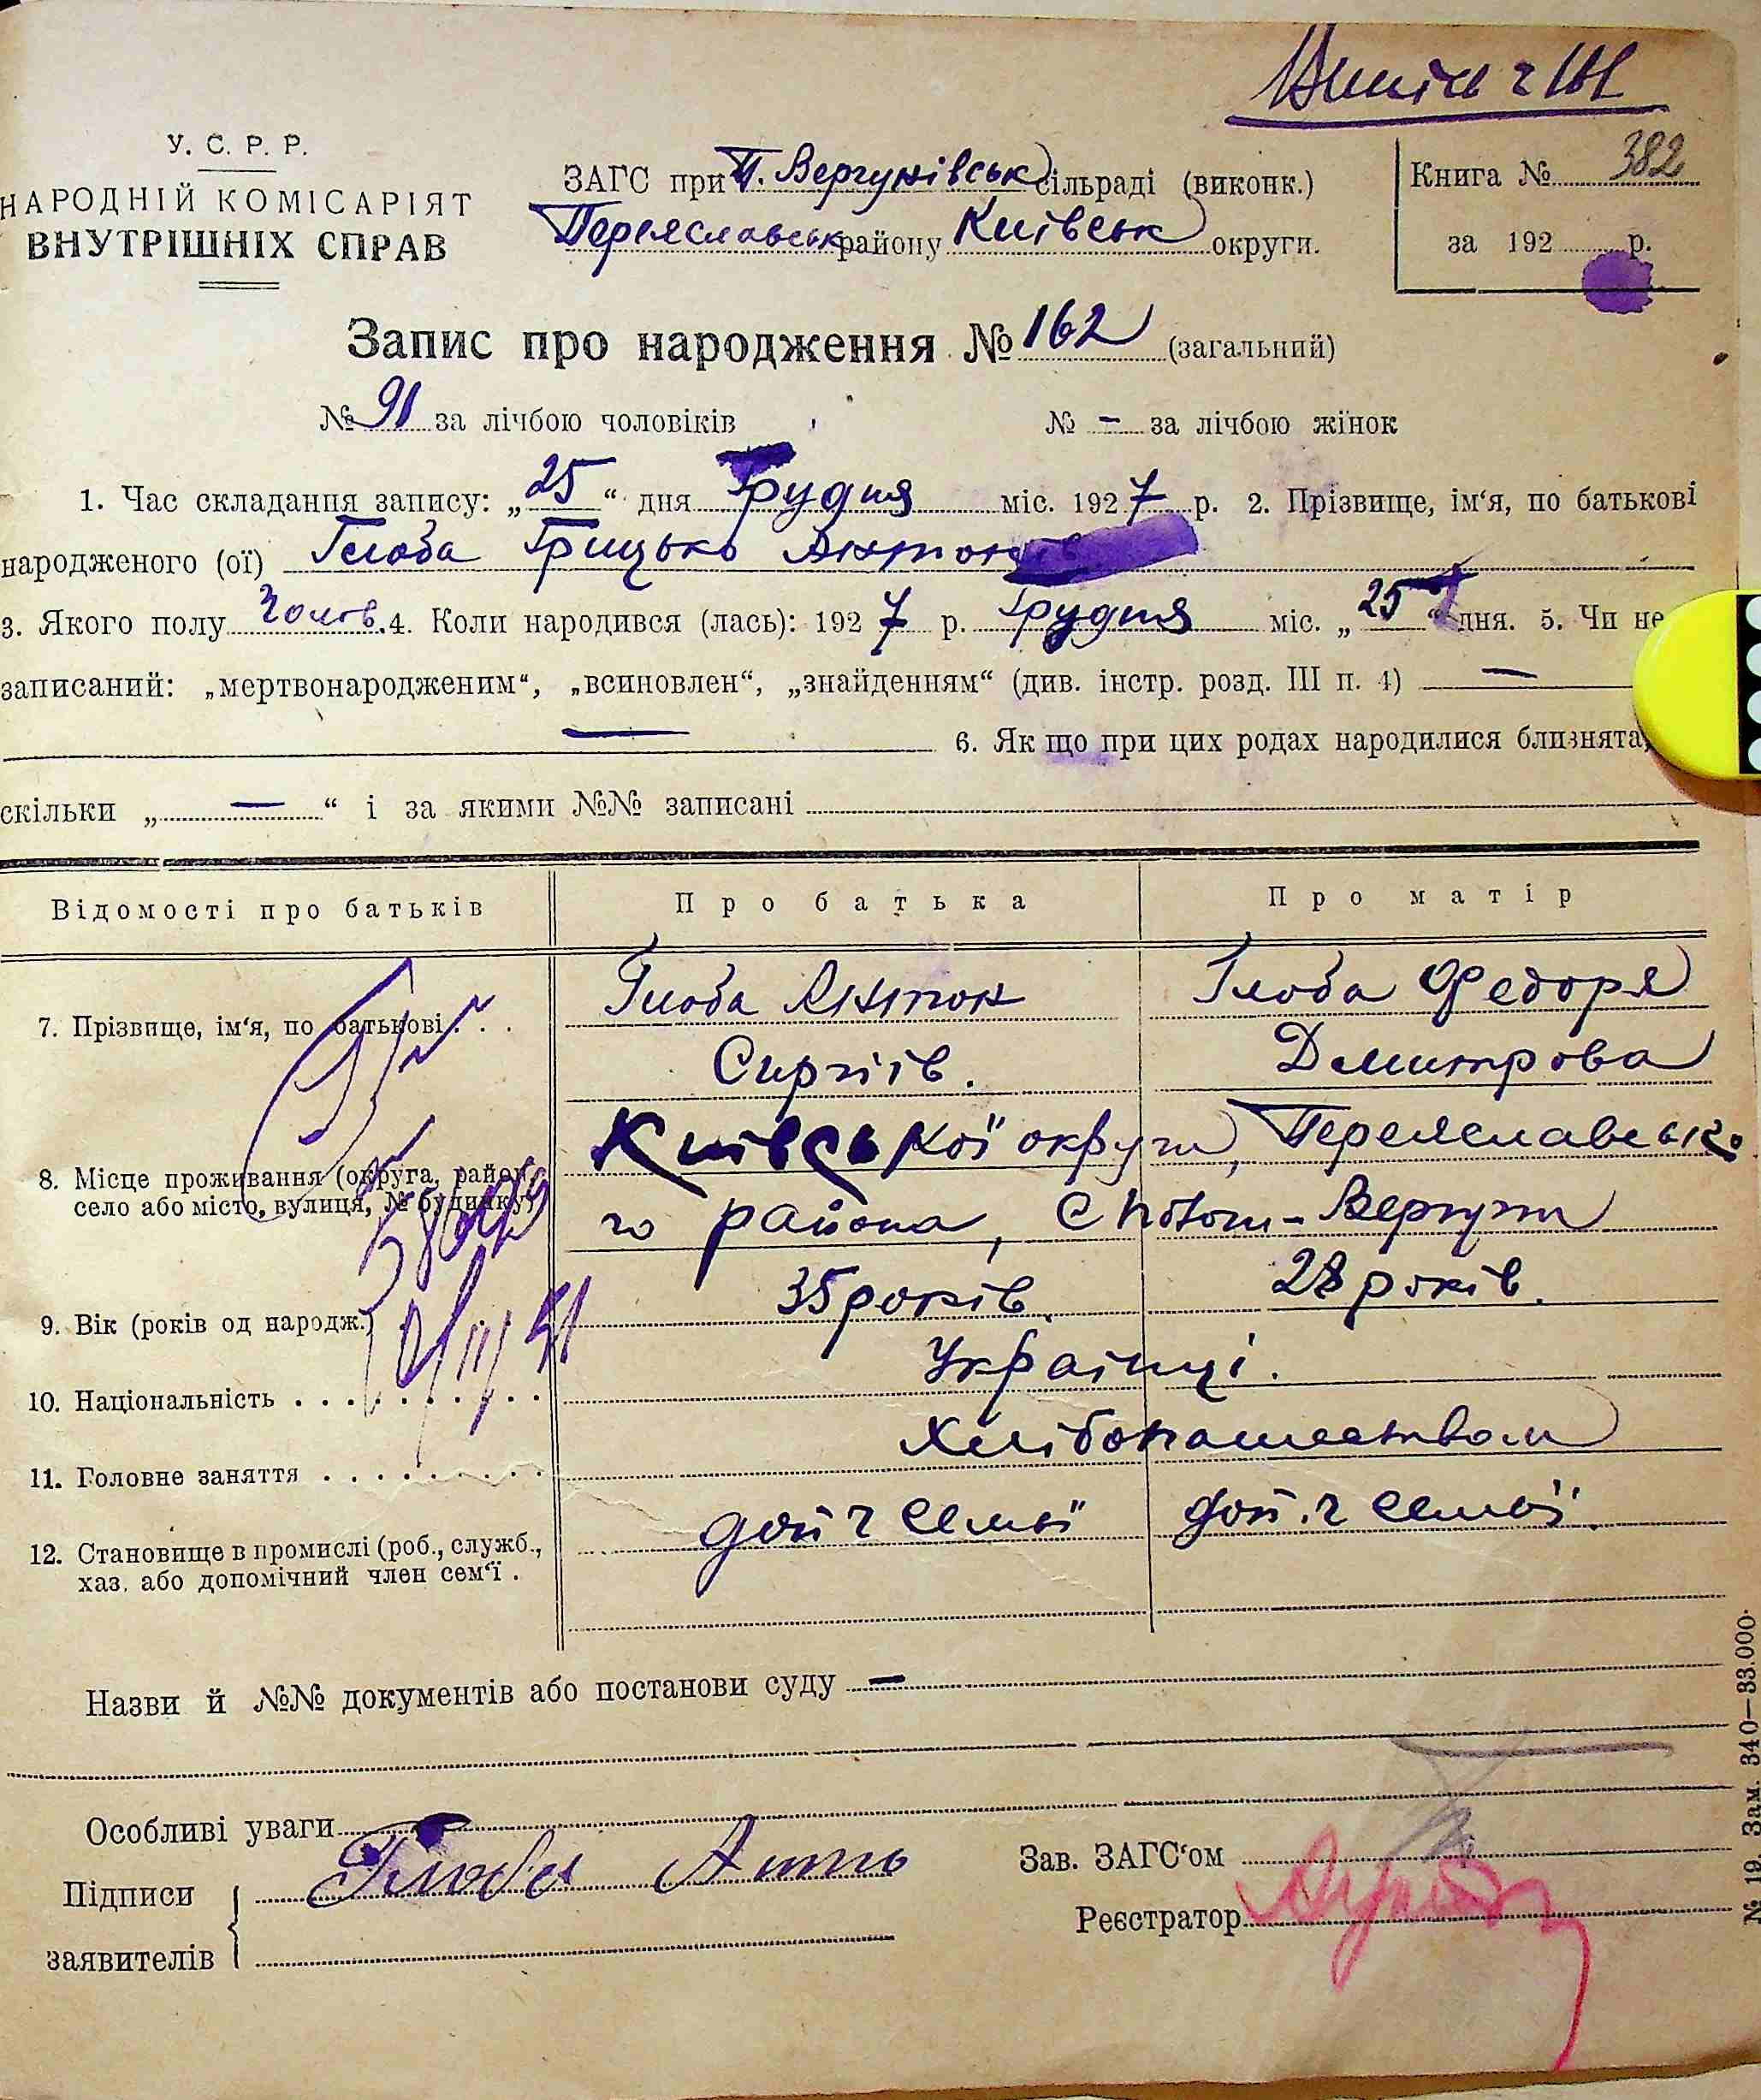 У. С. Р. Р.
НАРОДНІЙ КОМІСАРІЯТ
ВНУТРІШНІХ СПРАВ
ЗАГС при П. Вергунівськ сільраді (виконк.)
Переяславськ району Київськ округи.
Книга № 382
за 192 р.
Запис про народження № 162 (загальний)
№ 91 за лічбою чоловіків № — за лічбою жінок
1. Час складання запису: „25“ дня Грудня міс. 1927 р. 2. Прізвище, ім‘я, по батькові
народженого (ої) Глоба Грицько Антонів
3. Якого полу Чолов. 4. Коли народився (лась): 1927 р. Грудня міс. „25“ дня. 5. Чи не
записаний: „мертвонародженим“, „всиновлен“, „знайденням“ (див. інстр. розд. III п. 4) —
— 6. Як що при цих родах народилися близнята,
скільки „—“ і за якими №№ записані
Відомості про батьків Про батька Про матір
7. Прізвище, ім‘я, по батькові . . . Глоба Антон Глоба Федоря
Сиргіїв. Дмитрова
8. Місце проживання (округа, район, Київської округи, Переяславсько
село або місто, вулиця, № будинку) го района, Вергуни
9. Вік (років од народж.) 35 років. 28 років.
10. Національність . . . . . . . . . Українці.
11. Головне заняття . . . . . . . . . Хлібопашеством
12. Становище в промислі (роб., служб., доп ч семьї доп. ч семьї.
хаз. або допомічний член сем‘ї .
Назви й №№ документів або постанови суду —
Особливі уваги
Підписи Глоба Зав. ЗАГС‘ом
заявителів Реєстратор
№ 19. Зам. 340—33.000.